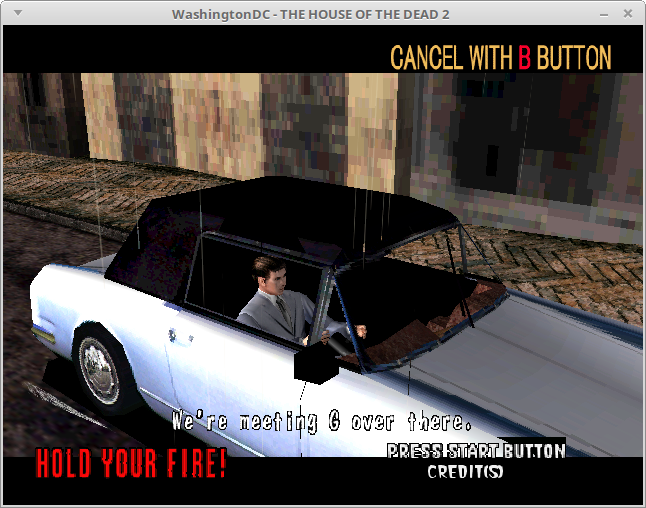 WashingtonDC - THE HOUSE OF THE DEAD 2
CANCEL WITH B BUTTON
We're meeting G over there.
HOLD YOUR FIRE!
PRESS START BUTTON
CREDIT(S)